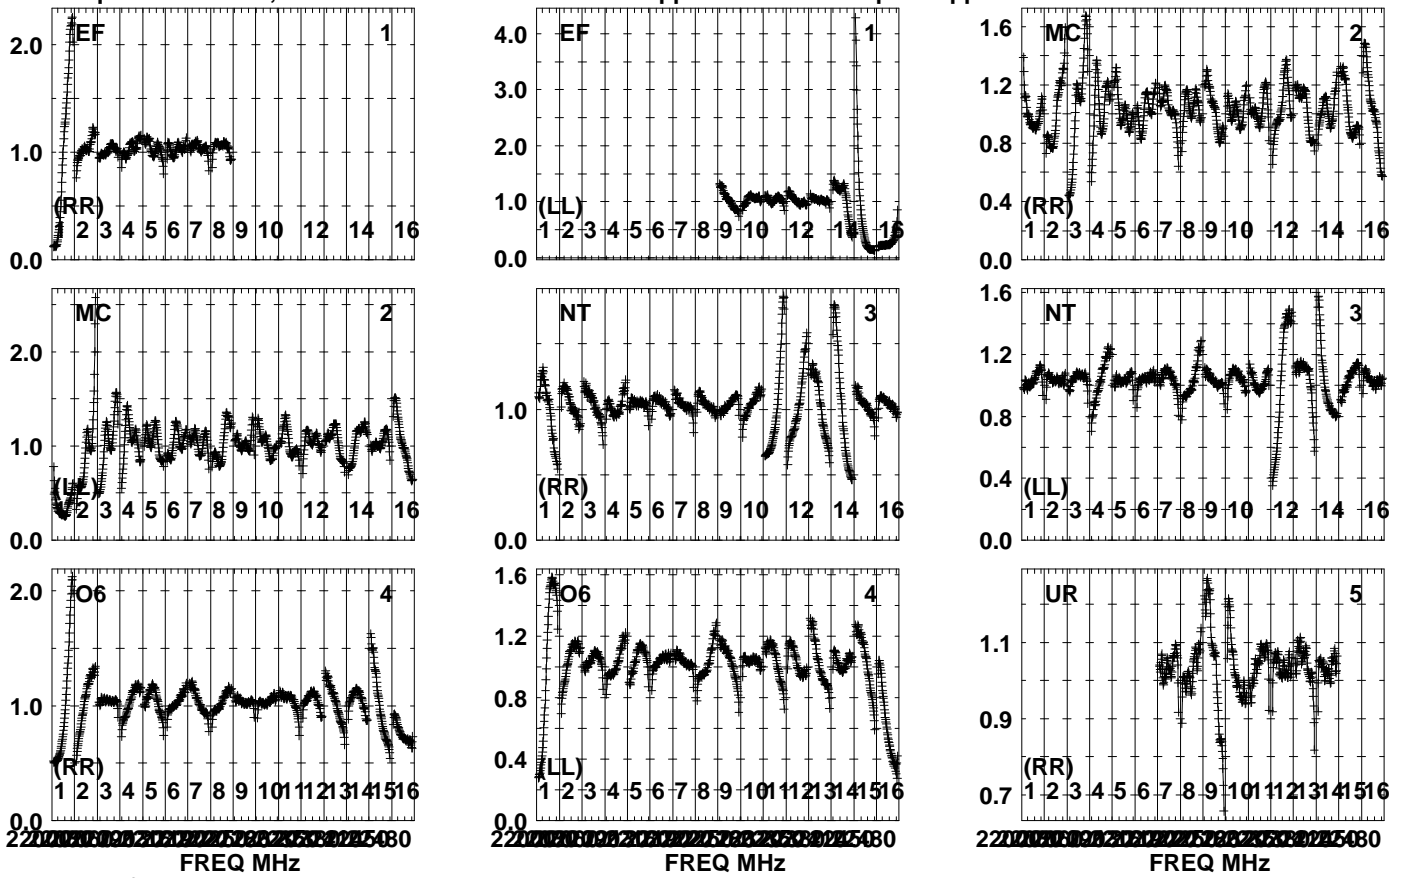 EF 1
2.0
1.0
(RR)
2 3 4 5 6 7 8 9 10 12 14 16
0.0
EF 1
4.0
3.0
2.0
1.0
(LL)
1 2 3 4 5 6 7 8 9 10 12 14 16
0.0
MC 2
1.6
1.2
0.8
0.4
(RR)
1 2 3 4 5 6 7 8 9 10 12 14 16
0.0
MC 2
2.0
1.0
(LL)
2 3 4 5 6 7 8 9 10 12 14 16
0.0
NT 3
1.0
(RR)
1 2 3 4 5 6 7 8 10 12 14 16
0.0
NT 3
1.6
1.2
0.8
0.4
(LL)
1 2 3 4 5 6 7 8 9 10 12 14 16
0.0
O6 4
2.0
1.0
(RR)
1 2 3 4 5 6 7 8 9 10 11 12 13 14 15 16
0.0
FREQ MHz
O6 4
1.6
1.2
0.8
0.4
(LL)
1 2 3 4 5 6 7 8 9 10 11 12 13 14 15 16
0.0
FREQ MHz
UR 5
1.1
0.9
(RR)
1 2 3 4 5 6 7 8 9 10 11 12 13 14 15 16
0.7
FREQ MHz